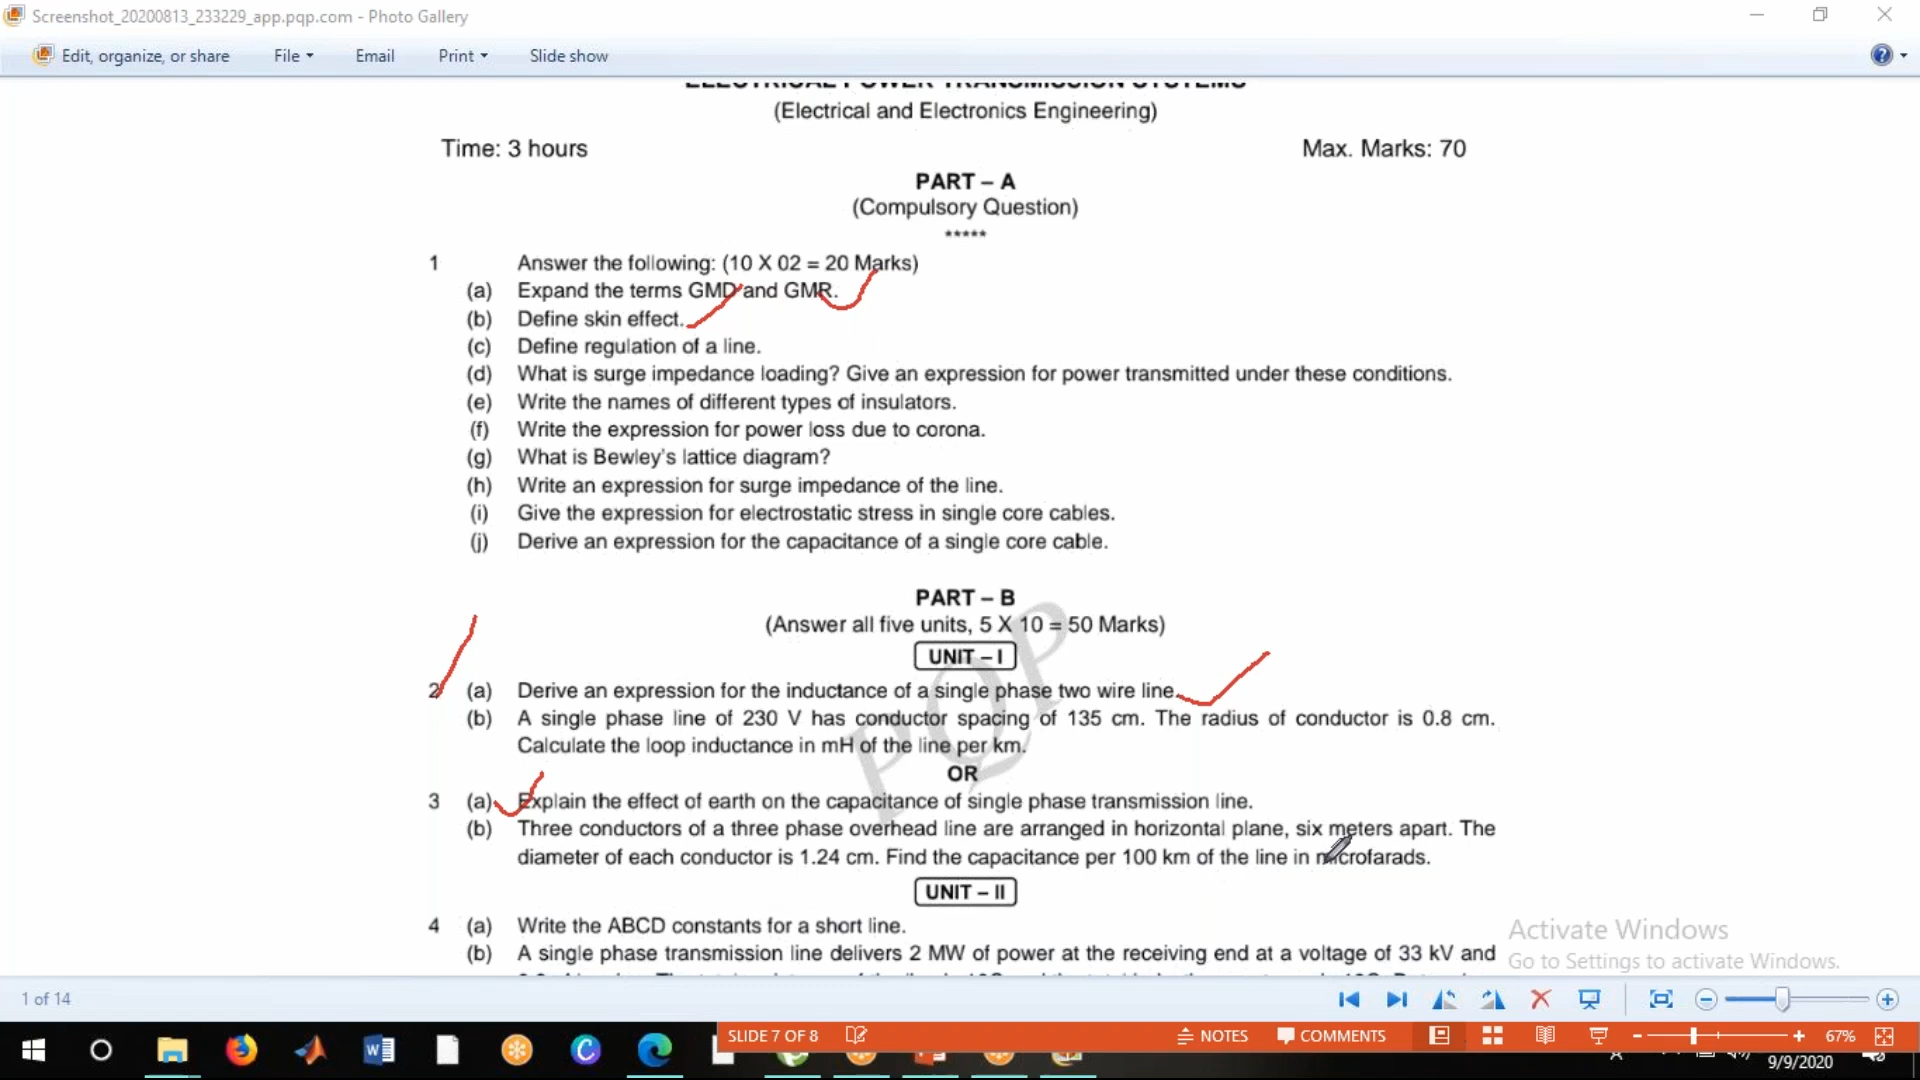 Screenshot_20200813_233229_app.pqp.com - Photo Gallery
Edit, organize, or share File Email Print Slide show
ELECTRICAL POWER TRANSMISSION SYSTEMS
(Electrical and Electronics Engineering)
Time: 3 hours Max. Marks: 70
PART – A
(Compulsory Question)
*****
1 Answer the following: (10 X 02 = 20 Marks)
(a) Expand the terms GMD and GMR.
(b) Define skin effect.
(c) Define regulation of a line.
(d) What is surge impedance loading? Give an expression for power transmitted under these conditions.
(e) Write the names of different types of insulators.
(f) Write the expression for power loss due to corona.
(g) What is Bewley's lattice diagram?
(h) Write an expression for surge impedance of the line.
(i) Give the expression for electrostatic stress in single core cables.
(j) Derive an expression for the capacitance of a single core cable.
PART – B
(Answer all five units, 5 X 10 = 50 Marks)
UNIT – I
2 (a) Derive an expression for the inductance of a single phase two wire line.
(b) A single phase line of 230 V has conductor spacing of 135 cm. The radius of conductor is 0.8 cm.
Calculate the loop inductance in mH of the line per km.
OR
3 (a) Explain the effect of earth on the capacitance of single phase transmission line.
(b) Three conductors of a three phase overhead line are arranged in horizontal plane, six meters apart. The
diameter of each conductor is 1.24 cm. Find the capacitance per 100 km of the line in microfarads.
UNIT – II
4 (a) Write the ABCD constants for a short line.
(b) A single phase transmission line delivers 2 MW of power at the receiving end at a voltage of 33 kV and
PQP
Activate Windows
Go to Settings to activate Windows.
1 of 14
SLIDE 7 OF 8 NOTES COMMENTS 67%
9/9/2020